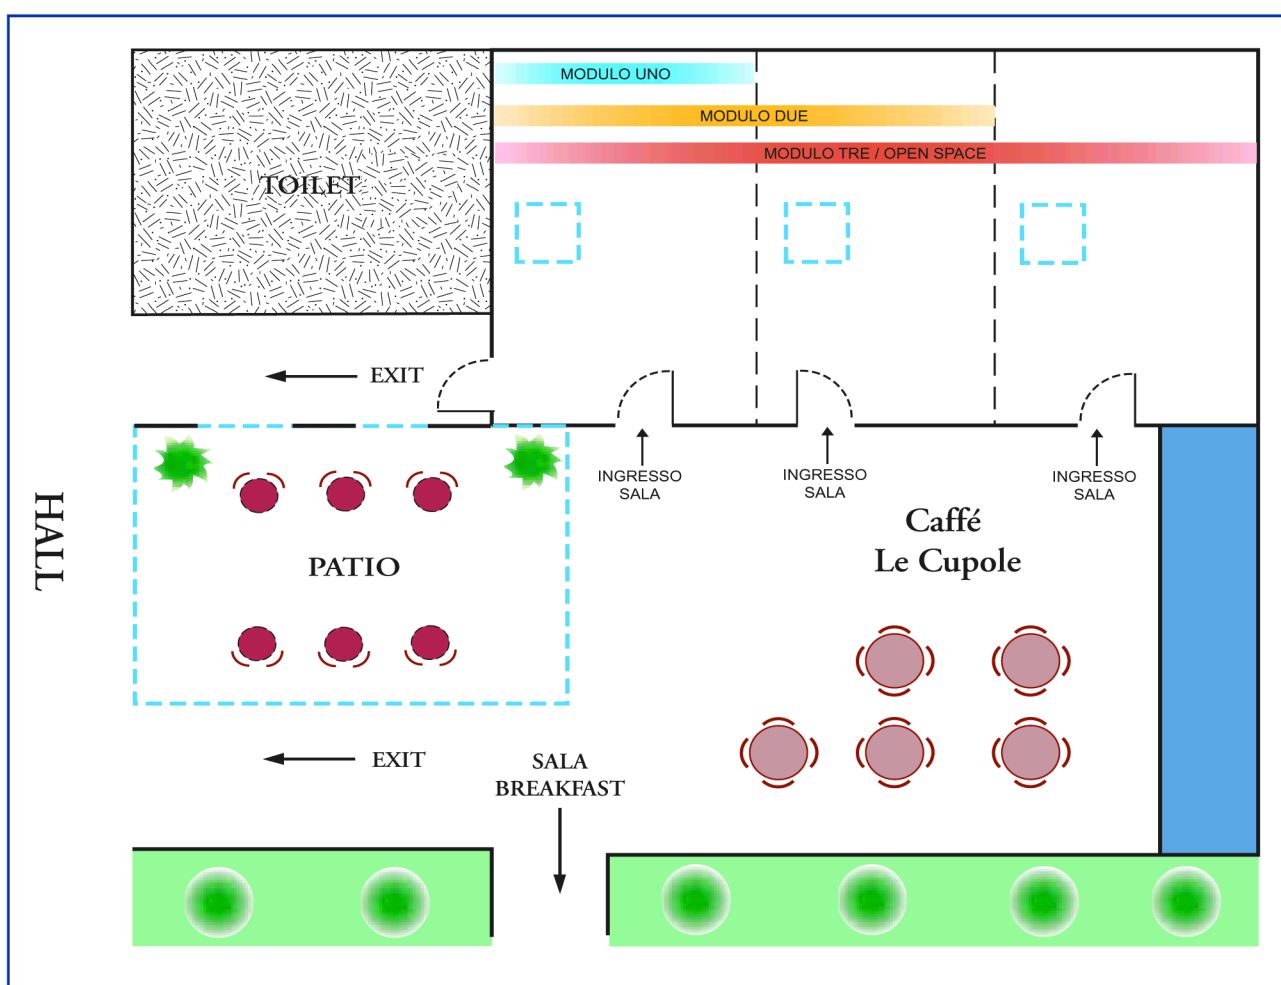 MODULO UNO
MODULO DUE
MODULO TRE / OPEN SPACE
TOILET
EXIT
INGRESSO
SALA
INGRESSO
SALA
INGRESSO
SALA
HALL
PATIO
Caffé
Le Cupole
EXIT
SALA
BREAKFAST